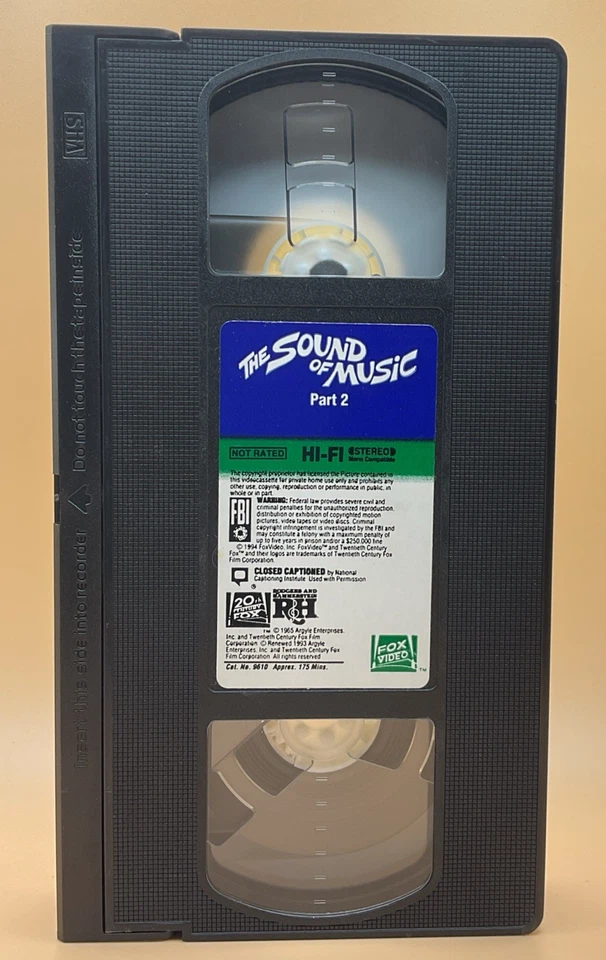 VHS
Do not touch the tape inside
Insert this side into recorder
THE SOUND
OF MUSIC
Part 2
NOT RATED HI-FI STEREO
Mono Compatible
The copyright proprietor has licensed the Picture contained in
this videocassette for private home use only and prohibits any
other use, copying, reproduction or performance in public, in
whole or in part.
FBI
WARNING: Federal law provides severe civil and
criminal penalties for the unauthorized reproduction,
distribution or exhibition of copyrighted motion
pictures, video tapes or video discs. Criminal
copyright infringement is investigated by the FBI and
may constitute a felony with a maximum penalty of
up to five years in prison and/or a $250,000 fine
© 1994 FoxVideo, Inc. FoxVideo™ and Twentieth Century
Fox™ and their logos are trademarks of Twentieth Century Fox
Film Corporation.
CLOSED CAPTIONED by National
Captioning Institute Used with Permission
®
20th
CENTURY
FOX
RODGERS AND
HAMMERSTEIN
R&H
™ © 1965 Argyle Enterprises,
Inc. and Twentieth Century Fox Film
Corporation © Renewed 1993 Argyle
Enterprises, Inc. and Twentieth Century Fox
Film Corporation All rights reserved
Cat. No. 9610 Approx. 175 Mins.
FOX
VIDEO
™